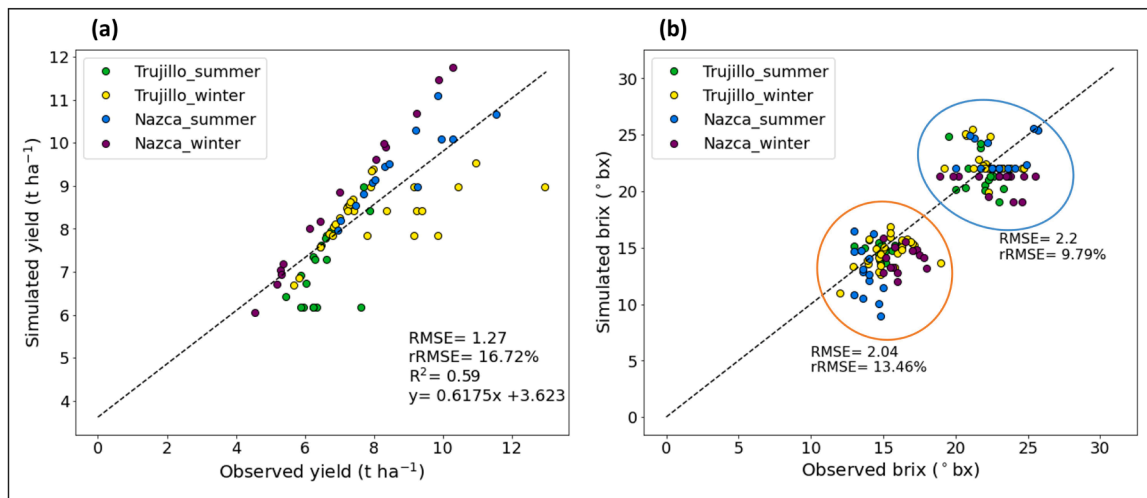 (a)
Trujillo_summer
Trujillo_winter
Nazca_summer
Nazca_winter
12
11
10
9
8
7
6
5
4
Simulated yield (t ha⁻¹)
RMSE= 1.27
rRMSE= 16.72%
R²= 0.59
y= 0.6175x +3.623
0 2 4 6 8 10 12
Observed yield (t ha⁻¹)
(b)
Trujillo_summer
Trujillo_winter
Nazca_summer
Nazca_winter
30
25
20
15
10
5
0
Simulated brix (°bx)
RMSE= 2.2
rRMSE= 9.79%
RMSE= 2.04
rRMSE= 13.46%
0 5 10 15 20 25 30
Observed brix (°bx)